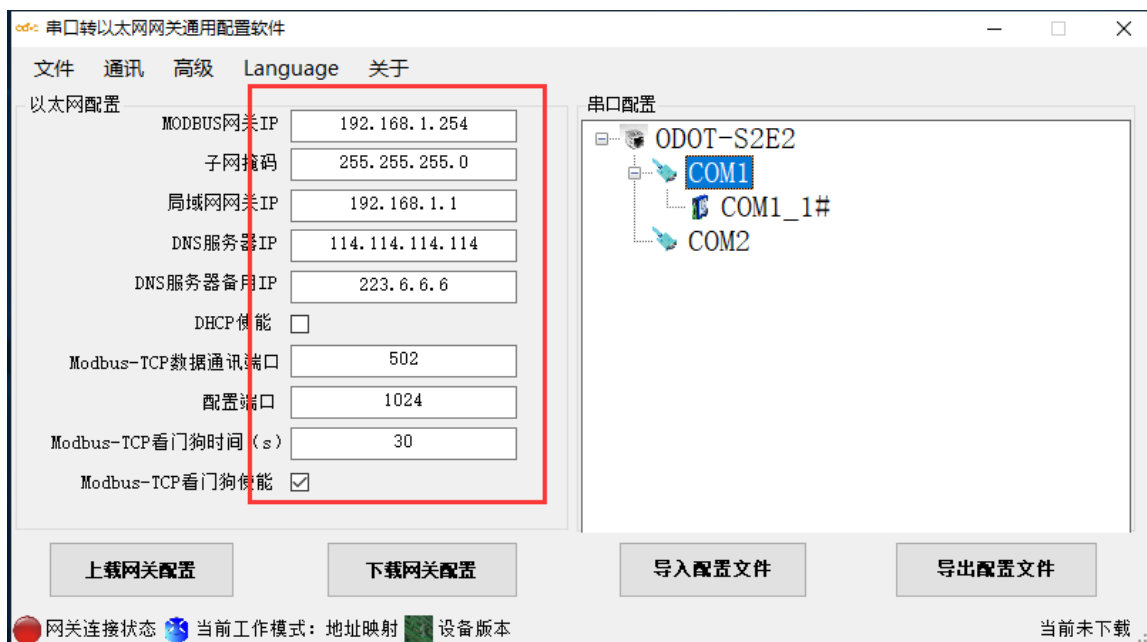 串口转以太网网关通用配置软件
文件 通讯 高级 Language 关于
以太网配置
MODBUS网关IP 192.168.1.254
子网掩码 255.255.255.0
局域网网关IP 192.168.1.1
DNS服务器IP 114.114.114.114
DNS服务器备用IP 223.6.6.6
DHCP使能
Modbus-TCP数据通讯端口 502
配置端口 1024
Modbus-TCP看门狗时间(s) 30
Modbus-TCP看门狗使能
串口配置
ODOT-S2E2
COM1
COM1_1#
COM2
上载网关配置 下载网关配置 导入配置文件 导出配置文件
网关连接状态 当前工作模式：地址映射 设备版本 当前未下载